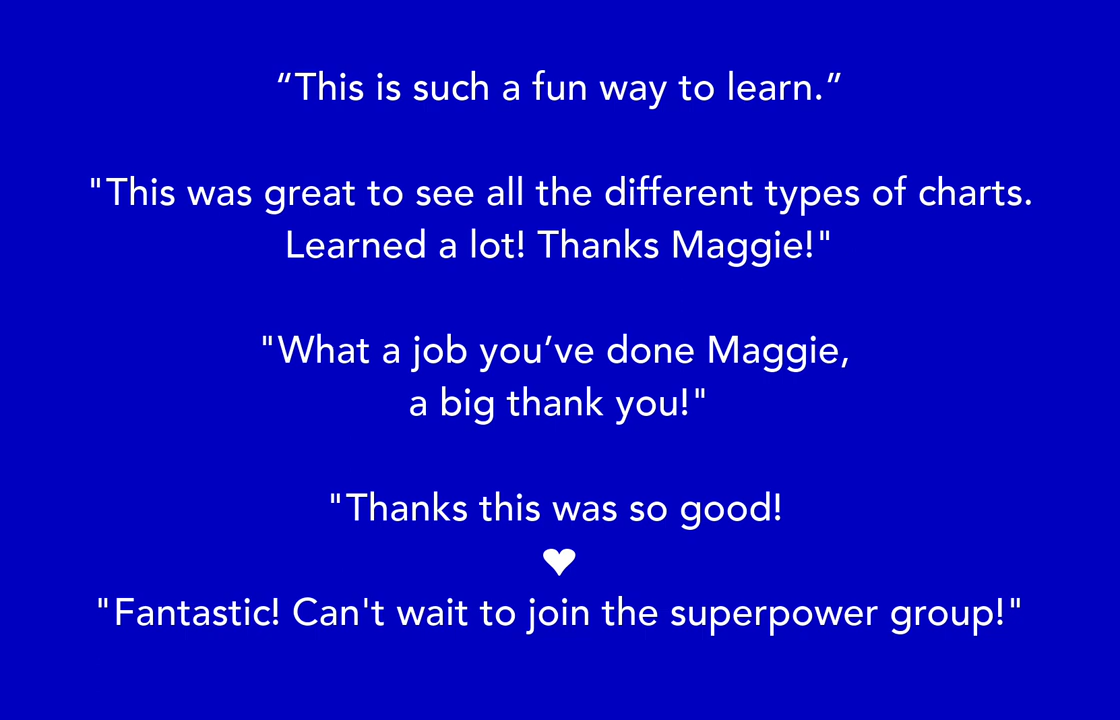 “This is such a fun way to learn.”
"This was great to see all the different types of charts.
Learned a lot! Thanks Maggie!"
"What a job you’ve done Maggie,
a big thank you!"
"Thanks this was so good!
♥
"Fantastic! Can't wait to join the superpower group!"